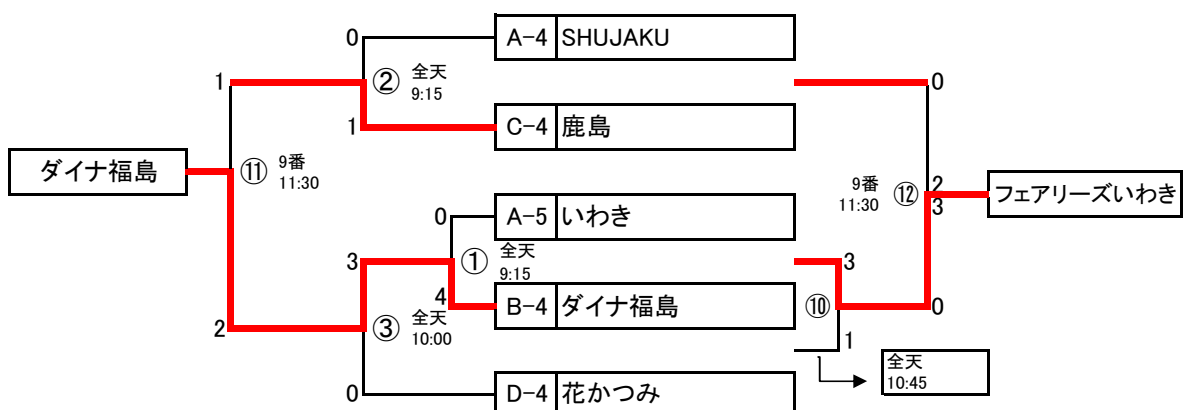 0
A-4 SHUJAKU
1
② 全天
9:15
0
1
C-4 鹿島
ダイナ福島
⑪ 9番
11:30
9番
11:30
⑫ 2
3
フェアリーズいわき
0
A-5 いわき
3
① 全天
9:15
3
4
B-4 ダイナ福島
⑩
0
2
③ 全天
10:00
1
全天
10:45
0
D-4 花かつみ